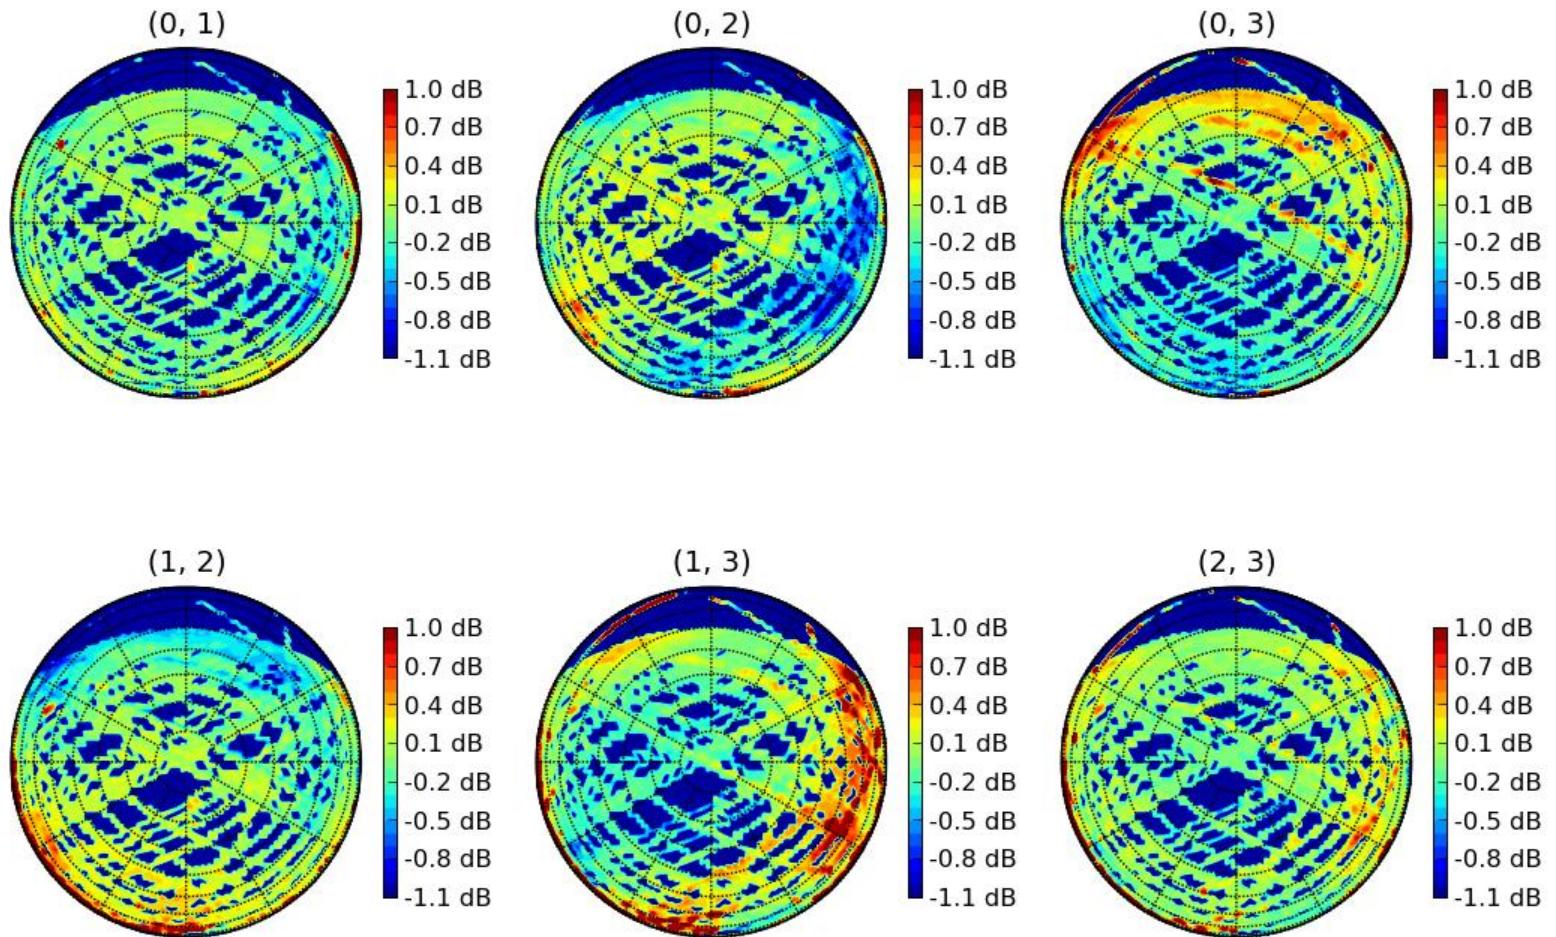 (0, 1)
1.0 dB
0.7 dB
0.4 dB
0.1 dB
-0.2 dB
-0.5 dB
-0.8 dB
-1.1 dB
(0, 2)
1.0 dB
0.7 dB
0.4 dB
0.1 dB
-0.2 dB
-0.5 dB
-0.8 dB
-1.1 dB
(0, 3)
1.0 dB
0.7 dB
0.4 dB
0.1 dB
-0.2 dB
-0.5 dB
-0.8 dB
-1.1 dB
(1, 2)
1.0 dB
0.7 dB
0.4 dB
0.1 dB
-0.2 dB
-0.5 dB
-0.8 dB
-1.1 dB
(1, 3)
1.0 dB
0.7 dB
0.4 dB
0.1 dB
-0.2 dB
-0.5 dB
-0.8 dB
-1.1 dB
(2, 3)
1.0 dB
0.7 dB
0.4 dB
0.1 dB
-0.2 dB
-0.5 dB
-0.8 dB
-1.1 dB